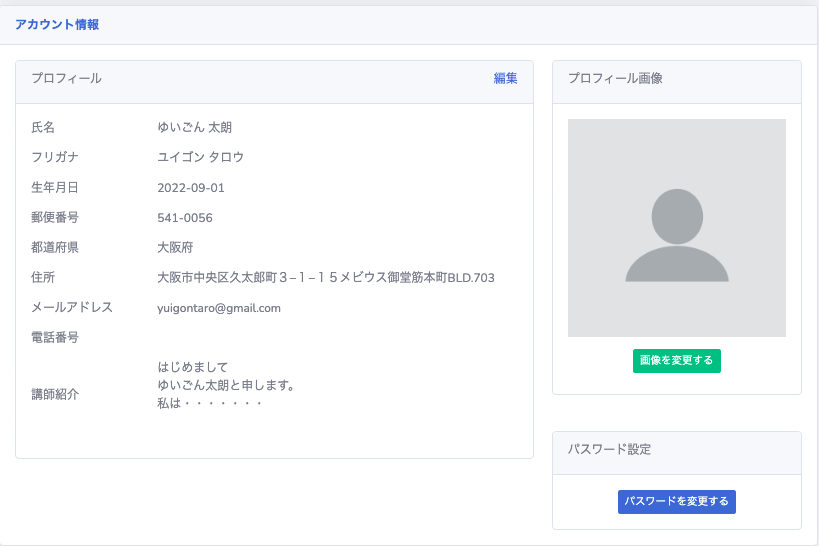 アカウント情報
プロフィール 編集
氏名 ゆいごん 太朗
フリガナ ユイゴン タロウ
生年月日 2022-09-01
郵便番号 541-0056
都道府県 大阪府
住所 大阪市中央区久太郎町３−１−１５メビウス御堂筋本町BLD.703
メールアドレス yuigontaro@gmail.com
電話番号
講師紹介
はじめまして
ゆいごん太朗と申します。
私は・・・・・・・
プロフィール画像
画像を変更する
パスワード設定
パスワードを変更する